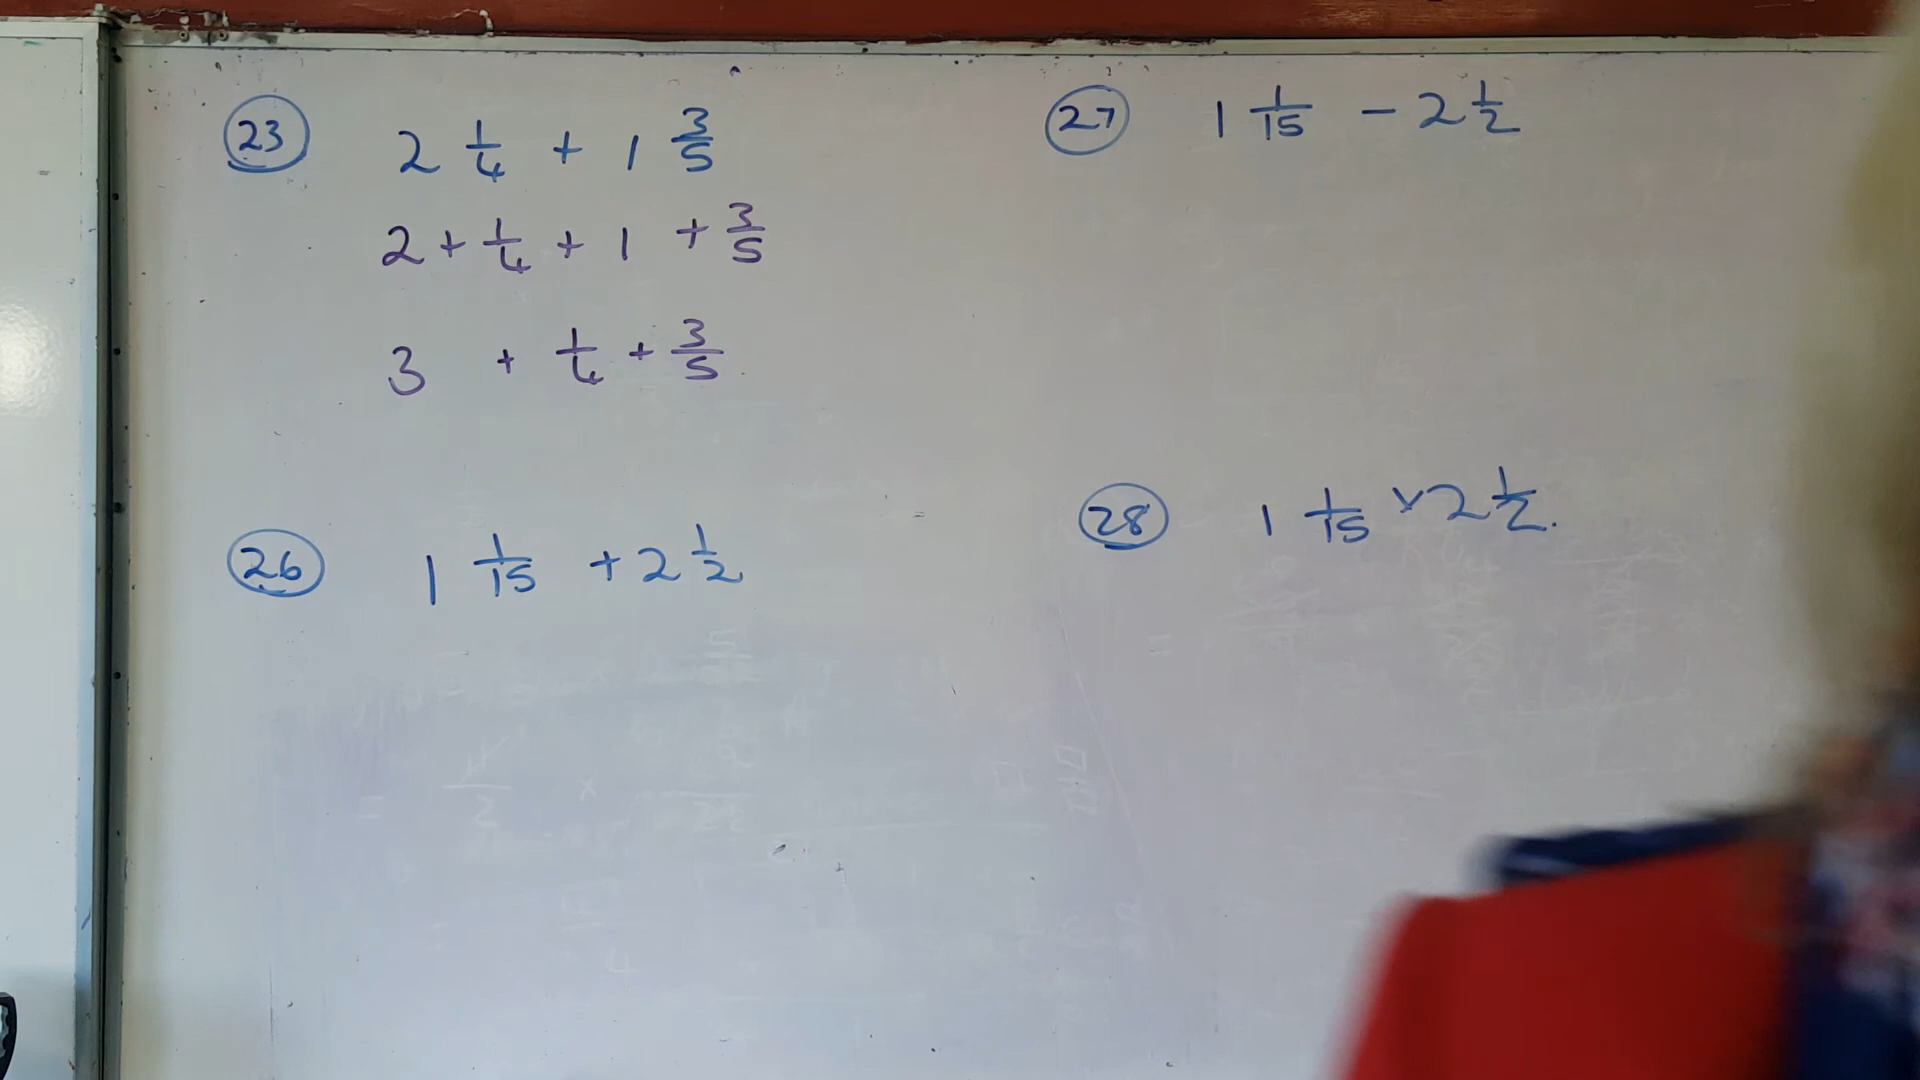 23 2 1/4 + 1 3/5
2 + 1/4 + 1 + 3/5
3 + 1/4 + 3/5
26 1 1/15 + 2 1/2
27 1 1/15 - 2 1/2
28 1 1/15 × 2 1/2.